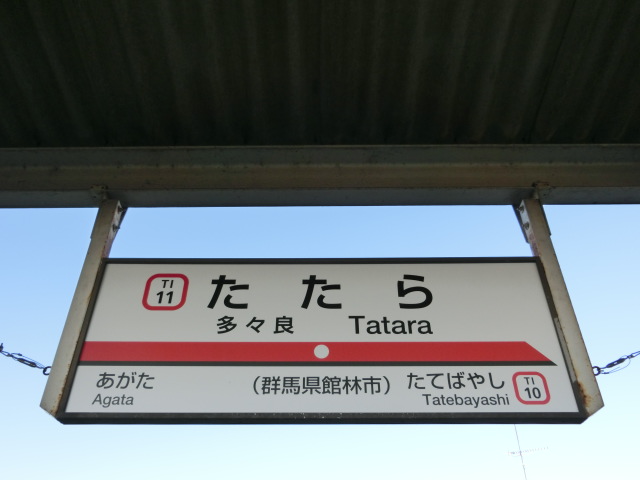 TI
11
たたら
多々良 Tatara
あがた
Agata
(群馬県館林市)
たてばやし
Tatebayashi
TI
10